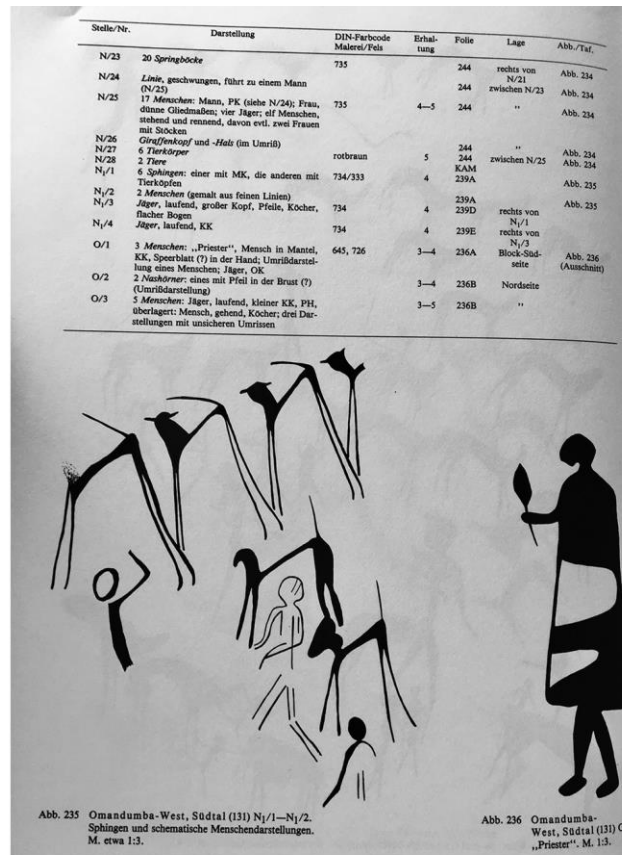 Stelle/Nr. Darstellung DIN-Farbcode Erhal- Folie Lage Abb./Taf.
Malerei/Fels tung
N/23 20 Springböcke 735 244 rechts von Abb. 234
N/21
N/24 Linie, geschwungen, führt zu einem Mann 244 zwischen N/23 Abb. 234
(N/25)
N/25 17 Menschen: Mann, PK (siehe N/24); Frau, 735 4—5 244 " Abb. 234
dünne Gliedmaßen; vier Jäger; elf Menschen,
stehend und rennend, davon evtl. zwei Frauen
mit Stöcken
N/26 Giraffenkopf und -Hals (im Umriß) 244 " Abb. 234
N/27 6 Tierkörper rotbraun 5 244 zwischen N/25 Abb. 234
N/28 2 Tiere KAM
N₁/1 6 Sphingen: einer mit MK, die anderen mit 734/333 4 239A Abb. 235
Tierköpfen
N₁/2 2 Menschen (gemalt aus feinen Linien) 239A Abb. 235
N₁/3 Jäger, laufend, großer Kopf, Pfeile, Köcher, 734 4 239D rechts von
flacher Bogen N₁/1
N₁/4 Jäger, laufend, KK 734 4 239E rechts von
N₁/3
O/1 3 Menschen: „Priester“, Mensch in Mantel, 645, 726 3—4 236A Block-Süd- Abb. 236
KK, Speerblatt (?) in der Hand; Umrißdarstel- seite (Ausschnitt)
lung eines Menschen; Jäger, OK
O/2 2 Nashörner: eines mit Pfeil in der Brust (?) 3—4 236B Nordseite
(Umrißdarstellung)
O/3 5 Menschen: Jäger, laufend, kleiner KK, PH, 3—5 236B "
überlagert: Mensch, gehend, Köcher; drei Dar-
stellungen mit unsicheren Umrissen
Abb. 235 Omandumba-West, Südtal (131) N₁/1—N₁/2.
Sphingen und schematische Menschendarstellungen.
M. etwa 1:3.
Abb. 236 Omandumba-
West, Südtal (131)
„Priester“. M. 1:3.